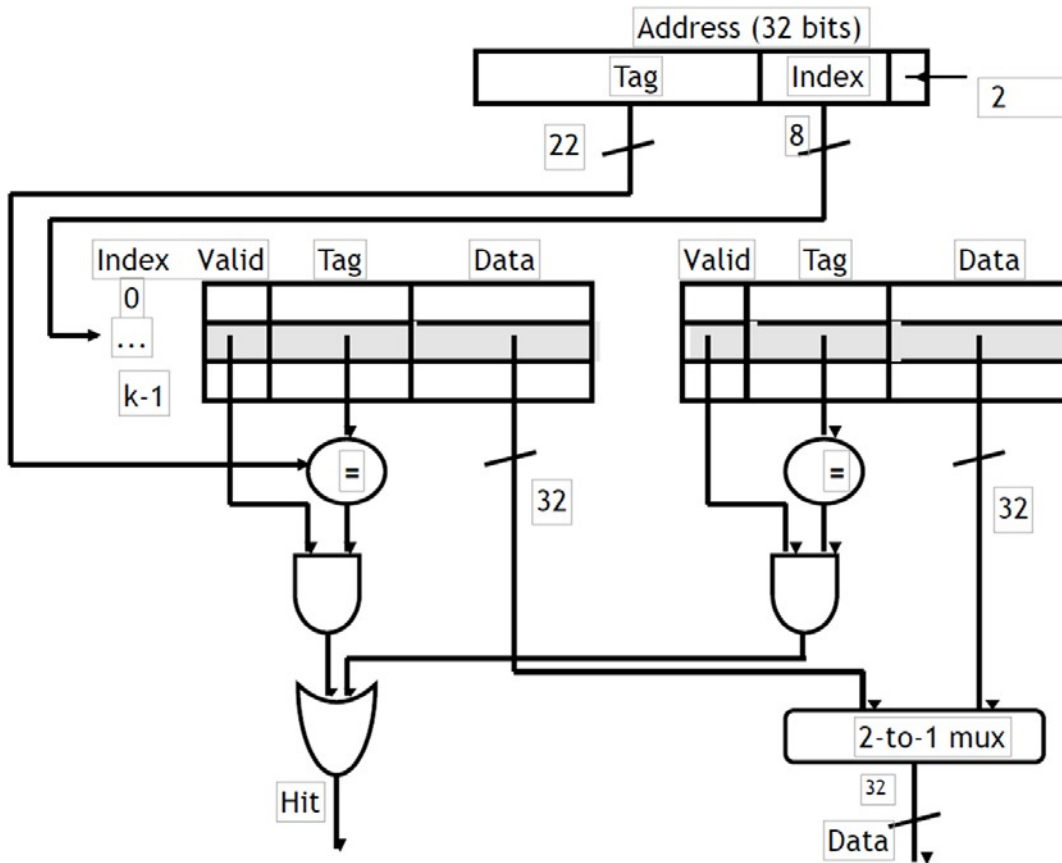 Address (32 bits)
Tag Index
2
22 8
Index Valid Tag Data Valid Tag Data
0
...
k-1
= =
32 32
2-to-1 mux
Hit 32
Data